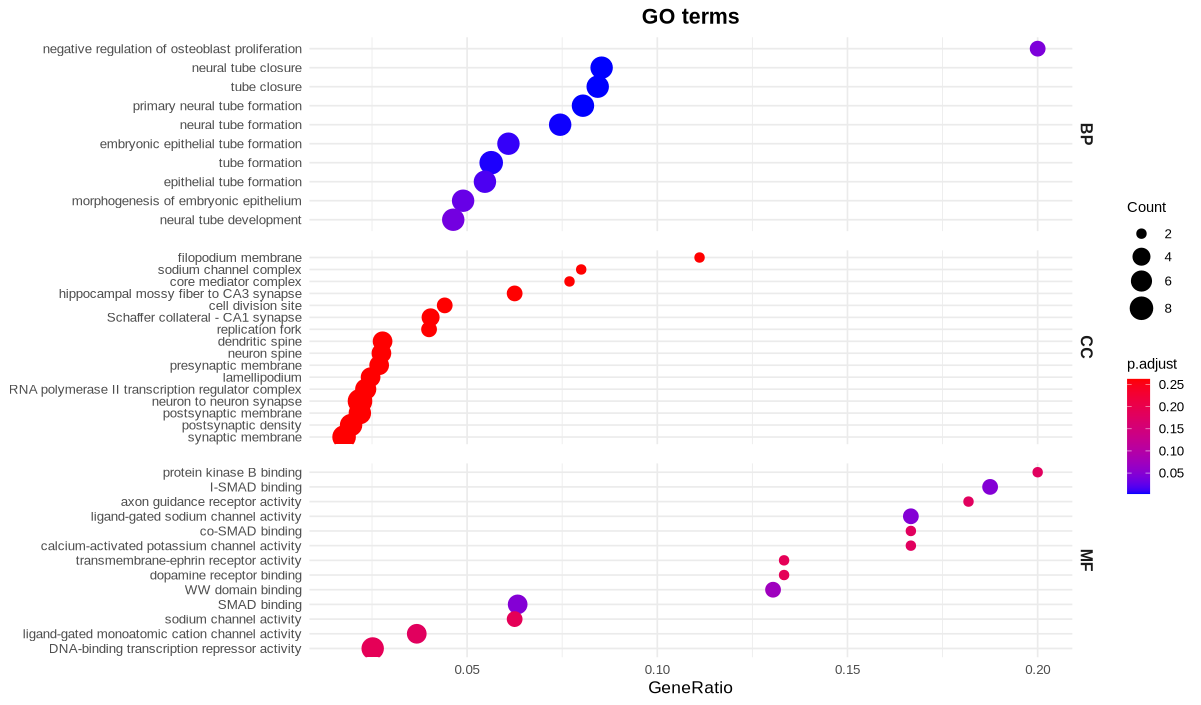 GO terms
negative regulation of osteoblast proliferation
neural tube closure
tube closure
primary neural tube formation
neural tube formation
embryonic epithelial tube formation
tube formation
epithelial tube formation
morphogenesis of embryonic epithelium
neural tube development
BP
filopodium membrane
sodium channel complex
core mediator complex
hippocampal mossy fiber to CA3 synapse
cell division site
Schaffer collateral - CA1 synapse
replication fork
dendritic spine
neuron spine
presynaptic membrane
lamellipodium
RNA polymerase II transcription regulator complex
neuron to neuron synapse
postsynaptic membrane
postsynaptic density
synaptic membrane
CC
protein kinase B binding
I-SMAD binding
axon guidance receptor activity
ligand-gated sodium channel activity
co-SMAD binding
calcium-activated potassium channel activity
transmembrane-ephrin receptor activity
dopamine receptor binding
WW domain binding
SMAD binding
sodium channel activity
ligand-gated monoatomic cation channel activity
DNA-binding transcription repressor activity
MF
0.05 0.10 0.15 0.20
GeneRatio
Count
2
4
6
8
p.adjust
0.25
0.20
0.15
0.10
0.05